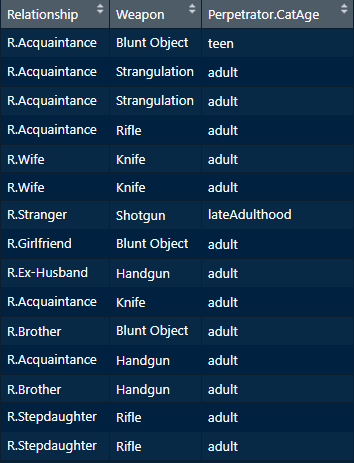 Relationship Weapon Perpetrator.CatAge
R.Acquaintance Blunt Object teen
R.Acquaintance Strangulation adult
R.Acquaintance Strangulation adult
R.Acquaintance Rifle adult
R.Wife Knife adult
R.Wife Knife adult
R.Stranger Shotgun lateAdulthood
R.Girlfriend Blunt Object adult
R.Ex-Husband Handgun adult
R.Acquaintance Knife adult
R.Brother Blunt Object adult
R.Acquaintance Handgun adult
R.Brother Handgun adult
R.Stepdaughter Rifle adult
R.Stepdaughter Rifle adult